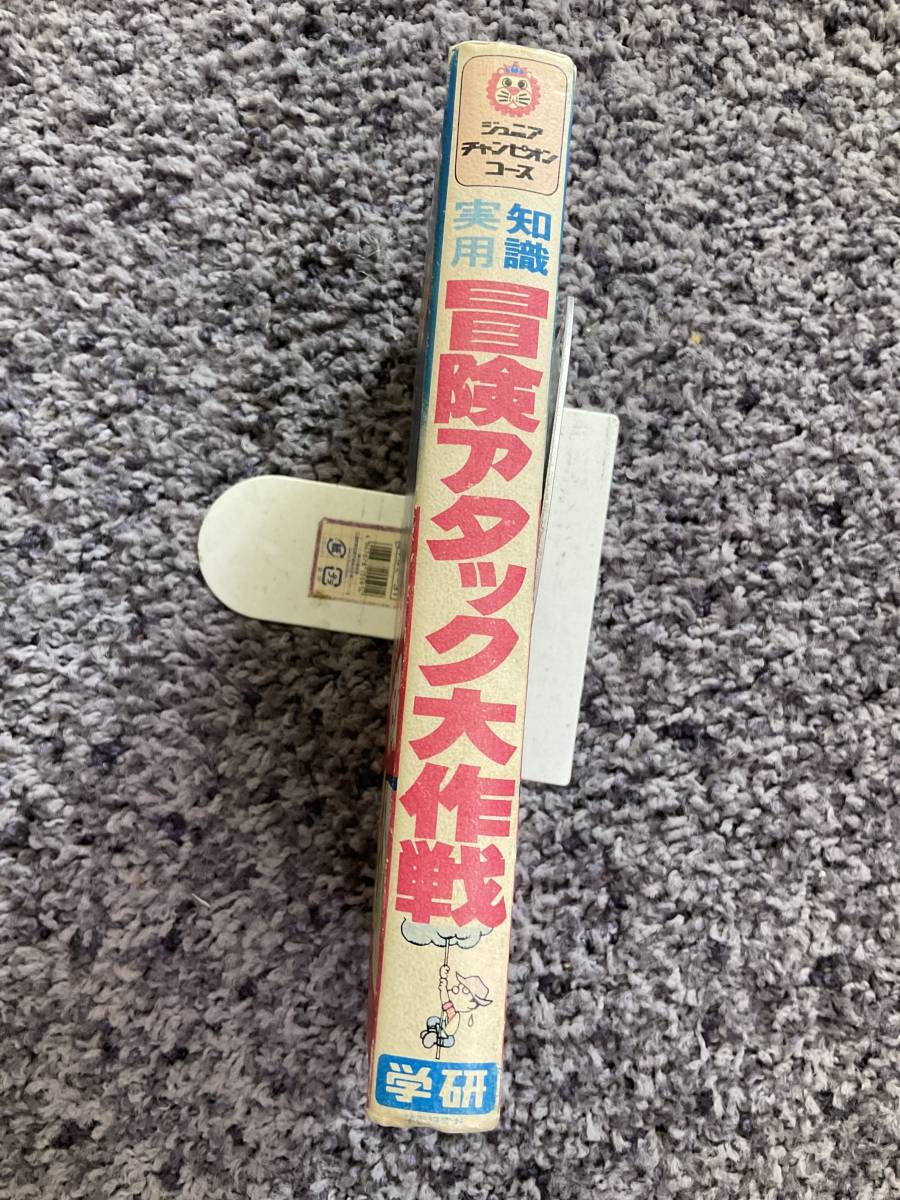 ジュニア
チャンピオン
コース
実用
知識
冒険アタック大作戦
学研